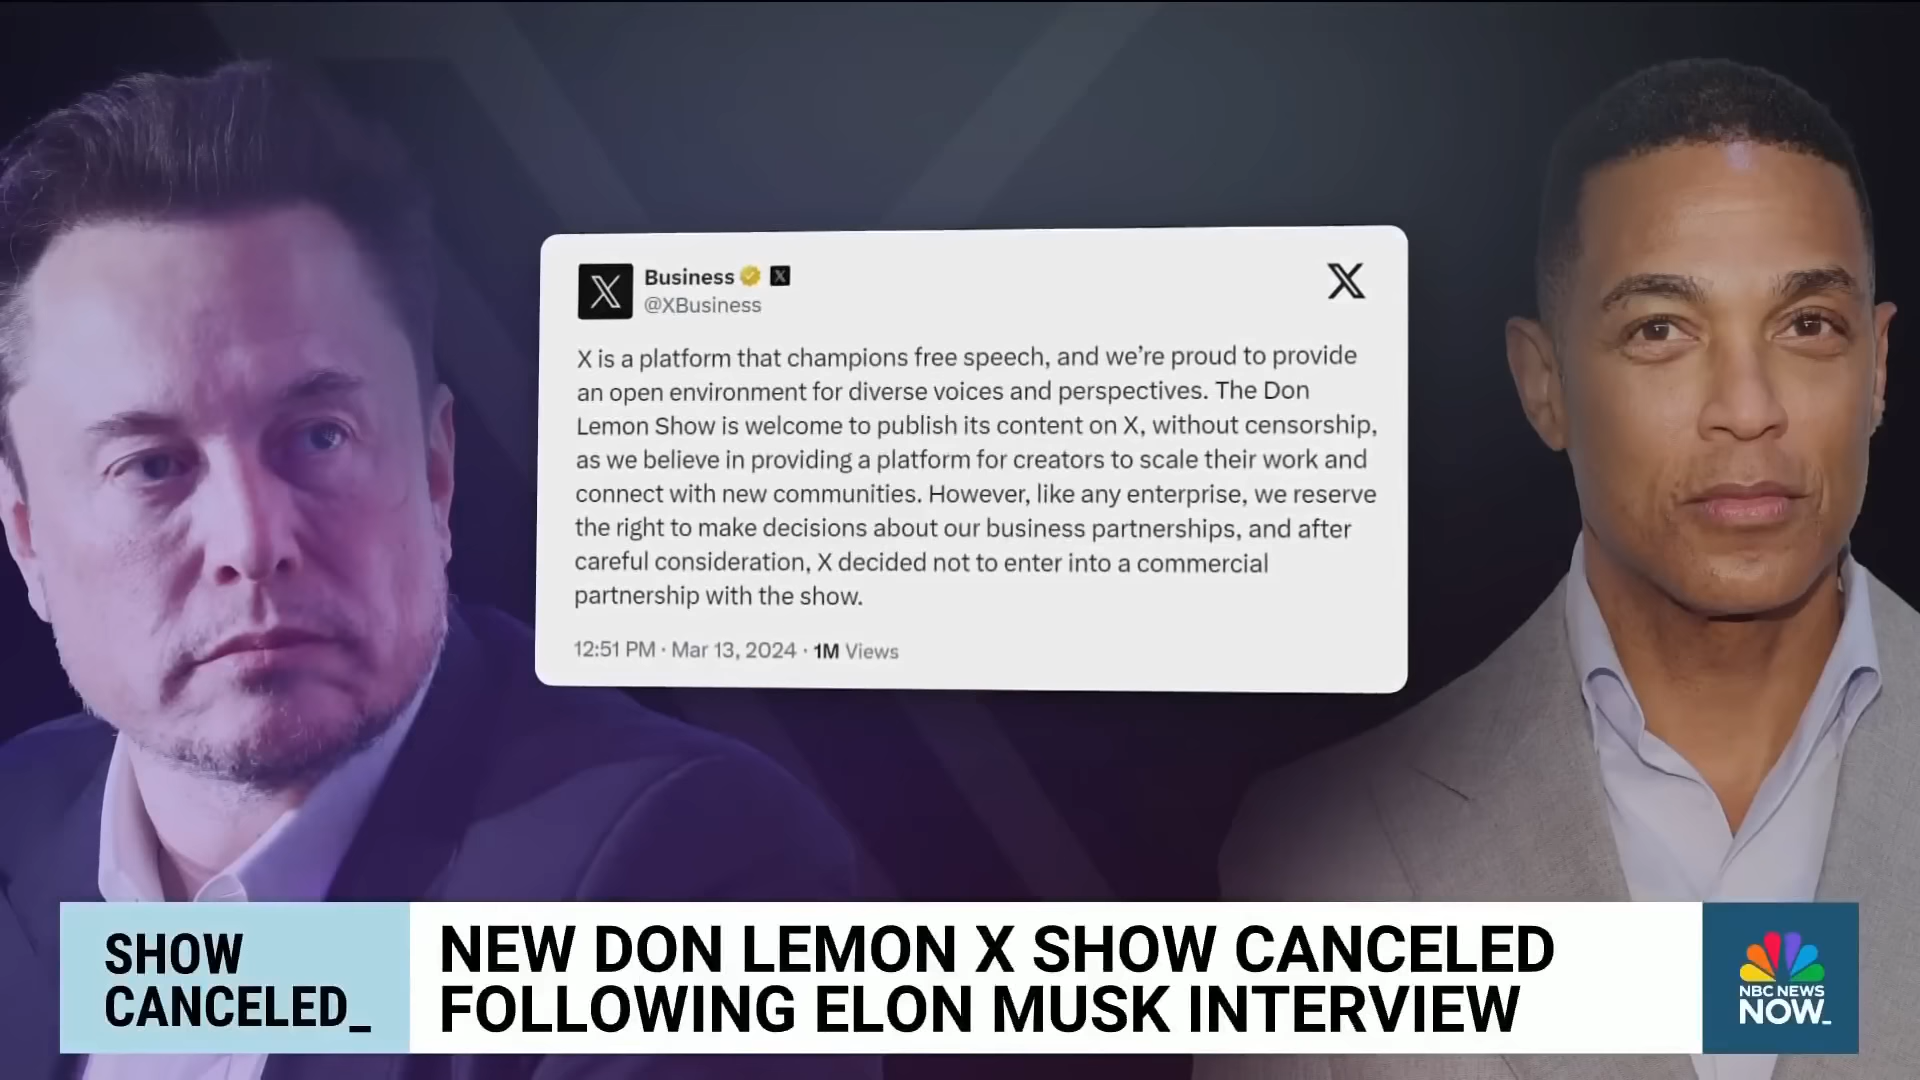 Business
@XBusiness
X is a platform that champions free speech, and we’re proud to provide
an open environment for diverse voices and perspectives. The Don
Lemon Show is welcome to publish its content on X, without censorship,
as we believe in providing a platform for creators to scale their work and
connect with new communities. However, like any enterprise, we reserve
the right to make decisions about our business partnerships, and after
careful consideration, X decided not to enter into a commercial
partnership with the show.
12:51 PM · Mar 13, 2024 · 1M Views
SHOW
CANCELED_
NEW DON LEMON X SHOW CANCELED
FOLLOWING ELON MUSK INTERVIEW
NBC NEWS
NOW_